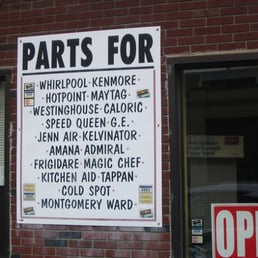 PARTS FOR
WHIRLPOOL · KENMORE ·
HOTPOINT · MAYTAG ·
WESTINGHOUSE · CALORIC ·
SPEED QUEEN · G.E. ·
JENN AIR · KELVINATOR ·
AMANA · ADMIRAL ·
FRIGIDARE · MAGIC CHEF ·
KITCHEN AID · TAPPAN ·
COLD SPOT ·
MONTGOMERY WARD ·
OP